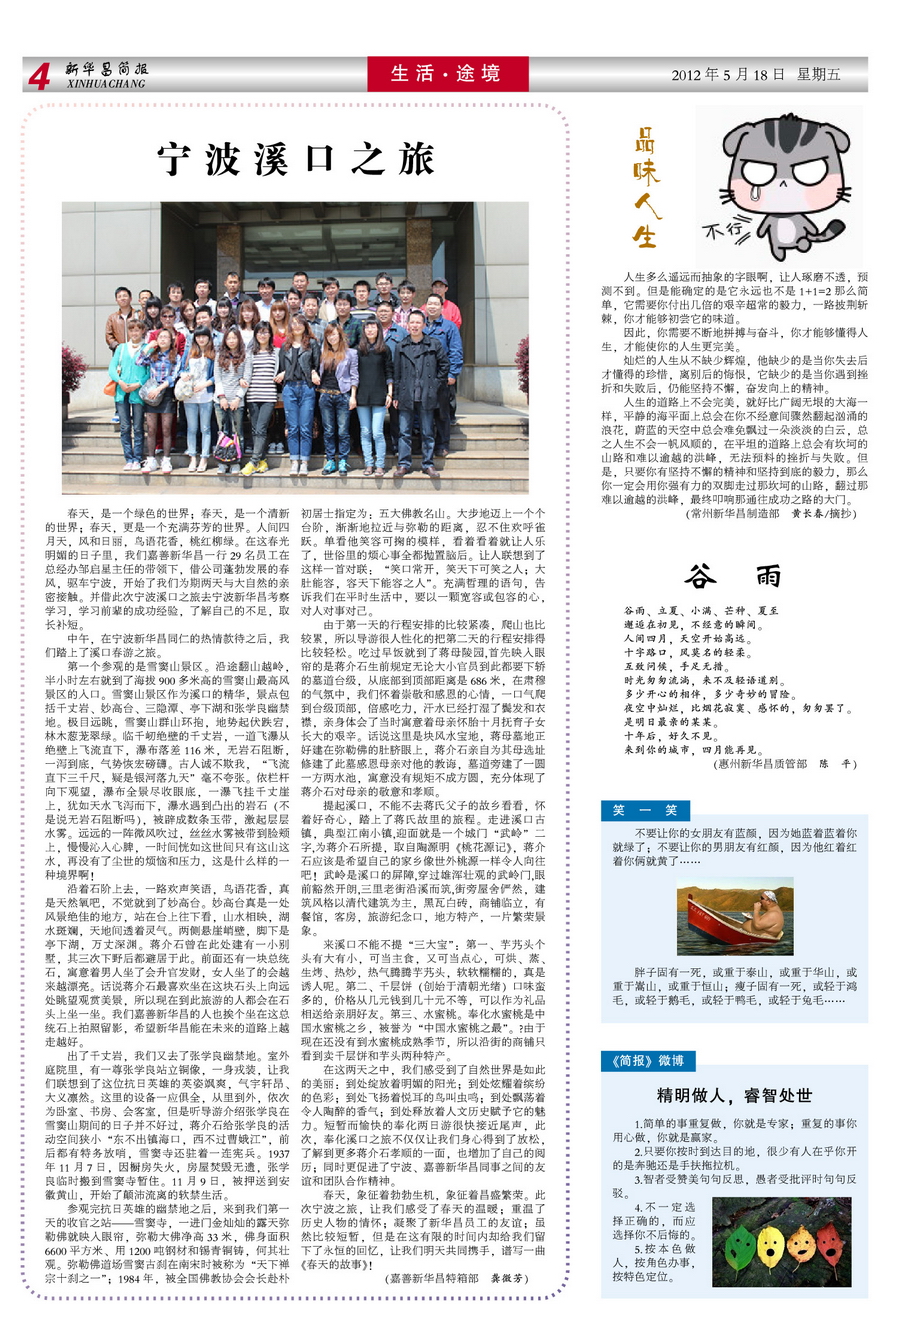 4
新华昌简报
XINHUACHANG
生活·途境
2012 年 5 月 18 日 星期五
宁波溪口之旅
春天，是一个绿色的世界；春天，是一个清新
的世界；春天，更是一个充满芬芳的世界。人间四
月天，风和日丽，鸟语花香，桃红柳绿。在这春光
明媚的日子里，我们嘉善新华昌一行 29 名员工在
总经办邹启星主任的带领下，借公司蓬勃发展的春
风，驱车宁波，开始了我们为期两天与大自然的亲
密接触。并借此次宁波溪口之旅去宁波新华昌考察
学习，学习前辈的成功经验，了解自己的不足，取
长补短。
中午，在宁波新华昌同仁的热情款待之后，我
们踏上了溪口春游之旅。
第一个参观的是雪窦山景区。沿途翻山越岭，
半小时左右就到了海拔 900 多米高的雪窦山最高风
景区的入口。雪窦山景区作为溪口的精华，景点包
括千丈岩、妙高台、三隐潭、亭下湖和张学良幽禁
地。极目远眺，雪窦山群山环抱，地势起伏跌宕，
林木葱茏翠绿。临千仞绝壁的千丈岩，一道飞瀑从
绝壁上飞流直下，瀑布落差 116 米，无岩石阻断，
一泻到底，气势恢宏磅礴。古人诚不欺我，“飞流
直下三千尺，疑是银河落九天”毫不夸张。依栏杆
向下观望，瀑布全景尽收眼底，一瀑飞挂千丈崖
上，犹如天水飞泻而下，瀑水遇到凸出的岩石（不
是说无岩石阻断吗），被辟成数条玉带，激起层层
水雾。远远的一阵微风吹过，丝丝水雾被带到脸颊
上，慢慢沁人心脾，一时间恍如这世间只有这山这
水，再没有了尘世的烦恼和压力，这是什么样的一
种境界啊！
沿着石阶上去，一路欢声笑语，鸟语花香，真
是天然氧吧，不觉就到了妙高台。妙高台真是一处
风景绝佳的地方，站在台上往下看，山水相映，湖
水斑斓，天地间透着灵气。两侧悬崖峭壁，脚下是
亭下湖，万丈深渊。蒋介石曾在此处建有一小别
墅，其三次下野后都避居于此。前面还有一块总统
石，寓意着男人坐了会升官发财，女人坐了的会越
来越漂亮。话说蒋介石最喜欢坐在这块石头上向远
处眺望观赏美景，所以现在到此旅游的人都会在石
头上坐一坐。我们嘉善新华昌的人也挨个坐在这总
统石上拍照留影，希望新华昌能在未来的道路上越
走越好。
出了千丈岩，我们又去了张学良幽禁地。室外
庭院里，有一尊张学良站立铜像，一身戎装，让我
们联想到了这位抗日英雄的英姿飒爽，气宇轩昂、
大义凛然。这里的设备一应俱全，从里到外，依次
为卧室、书房、会客室，但是听导游介绍张学良在
雪窦山期间的日子并不好过，蒋介石给张学良的活
动空间狭小“东不出镇海口，西不过曹娥江”，前
后都有特务放哨，雪窦寺还驻着一连宪兵。1937
年 11 月 7 日，因橱房失火，房屋焚毁无遗，张学
良临时搬到雪窦寺暂住。11 月 9 日，被押送到安
徽黄山，开始了颠沛流离的软禁生活。
参观完抗日英雄的幽禁地之后，来到我们第一
天的收官之站——雪窦寺，一进门金灿灿的露天弥
勒佛就映入眼帘，弥勒大佛净高 33 米，佛身面积
6600 平方米、用 1200 吨钢材和锡青铜铸，何其壮
观。弥勒佛道场雪窦古刹在南宋时被称为“天下禅
宗十刹之一”；1984 年，被全国佛教协会会长赴朴
初居士指定为：五大佛教名山。大步地迈上一个个
台阶，渐渐地拉近与弥勒的距离，忍不住欢呼雀
跃。单看他笑容可掬的模样，看着看着就让人乐
了，世俗里的烦心事全都抛置脑后。让人联想到了
这样一首对联：“笑口常开，笑天下可笑之人；大
肚能容，容天下能容之人”。充满哲理的语句，告
诉我们在平时生活中，要以一颗宽容或包容的心，
对人对事对己。
由于第一天的行程安排的比较紧凑，爬山也比
较累，所以导游很人性化的把第二天的行程安排得
比较轻松。吃过早饭就到了蒋母陵园,首先映入眼
帘的是蒋介石生前规定无论大小官员到此都要下轿
的墓道台级，从底部到顶部距离是 686 米，在肃穆
的气氛中，我们怀着崇敬和感恩的心情，一口气爬
到台级顶部，倍感吃力，汗水已经打湿了鬓发和衣
襟，亲身体会了当时寓意着母亲怀胎十月抚育子女
长大的艰辛。话说这里是块风水宝地，蒋母墓地正
好建在弥勒佛的肚脐眼上，蒋介石亲自为其母选址
修建了此墓感恩母亲对他的教诲，墓道旁建了一圆
一方两水池，寓意没有规矩不成方圆，充分体现了
蒋介石对母亲的敬意和孝顺。
提起溪口，不能不去蒋氏父子的故乡看看，怀
着好奇心，踏上了蒋氏故里的旅程。走进溪口古
镇，典型江南小镇,迎面就是一个城门“武岭”二
字,为蒋介石所提，取自陶渊明《桃花源记》，蒋介
石应该是希望自己的家乡像世外桃源一样令人向往
吧！武岭是溪口的屏障,穿过雄浑壮观的武岭门,眼
前豁然开朗,三里老街沿溪而筑,街旁屋舍俨然，建
筑风格以清代建筑为主，黑瓦白砖，商铺临立，有
餐馆，客房，旅游纪念口，地方特产，一片繁荣景
象。
来溪口不能不提“三大宝”：第一、芋艿头个
头有大有小，可当主食，又可当点心，可烘、蒸、
生烤、热炒，热气腾腾芋艿头，软软糯糯的，真是
诱人呢。第二、千层饼（创始于清朝光绪）口味蛮
多的，价格从几元钱到几十元不等，可以作为礼品
相送给亲朋好友。第三、水蜜桃。奉化水蜜桃是中
国水蜜桃之乡，被誉为“中国水蜜桃之最”。?由于
现在还没有到水蜜桃成熟季节，所以沿街的商铺只
看到卖千层饼和芋头两种特产。
在这两天之中，我们感受到了自然世界是如此
的美丽；到处绽放着明媚的阳光；到处炫耀着缤纷
的色彩；到处飞扬着悦耳的鸟叫虫鸣；到处飘荡着
令人陶醉的香气；到处释放着人文历史赋予它的魅
力。短暂而愉快的奉化两日游很快接近尾声，此
次，奉化溪口之旅不仅仅让我们身心得到了放松，
了解到更多蒋介石孝顺的一面，也增加了自己的阅
历；同时更促进了宁波、嘉善新华昌同事之间的友
谊和团队合作精神。
春天，象征着勃勃生机，象征着昌盛繁荣。此
次宁波之旅，让我们感受了春天的温暖；重温了
历史人物的情怀；凝聚了新华昌员工的友谊；虽
然比较短暂，但是在这有限的时间内却给我们留
下了永恒的回忆，让我们明天共同携手，谱写一曲
《春天的故事》！
（嘉善新华昌特箱部 龚微芳）
品味人生
不行
人生多么遥远而抽象的字眼啊，让人琢磨不透，预
测不到。但是能确定的是它永远也不是 1+1=2 那么简
单，它需要你付出几倍的艰辛超常的毅力，一路披荆斩
棘，你才能够初尝它的味道。
因此，你需要不断地拼搏与奋斗，你才能够懂得人
生，才能使你的人生更完美。
灿烂的人生从不缺少辉煌，他缺少的是当你失去后
才懂得的珍惜，离别后的悔恨，它缺少的是当你遇到挫
折和失败后，仍能坚持不懈，奋发向上的精神。
人生的道路上不会完美，就好比广阔无垠的大海一
样，平静的海平面上总会在你不经意间骤然翻起汹涌的
浪花，蔚蓝的天空中总会难免飘过一朵淡淡的白云，总
之人生不会一帆风顺的，在平坦的道路上总会有坎坷的
山路和难以逾越的洪峰，无法预料的挫折与失败。但
是，只要你有坚持不懈的精神和坚持到底的毅力，那么
你一定会用你强有力的双脚走过那坎坷的山路，翻过那
难以逾越的洪峰，最终叩响那通往成功之路的大门。
（常州新华昌制造部 黄长春/摘抄）
谷 雨
谷雨、立夏、小满、芒种、夏至
邂逅在初见，不经意的瞬间。
人间四月，天空开始高远。
十字路口，风莫名的轻柔。
互致问候，手足无措。
时光匆匆流淌，来不及轻语道别。
多少开心的相伴，多少奇妙的冒险。
夜空中灿烂，比烟花寂寞、感怀的，匆匆罢了。
是明日最亲的某某。
十年后，好久不见。
来到你的城市，四月能再见。
（惠州新华昌质管部 陈 平）
笑 一 笑
不要让你的女朋友有蓝颜，因为她蓝着蓝着你
就绿了；不要让你的男朋友有红颜，因为他红着红
着你俩就黄了……
胖子固有一死，或重于泰山，或重于华山，或
重于嵩山，或重于恒山；瘦子固有一死，或轻于鸿
毛，或轻于鹅毛，或轻于鸭毛，或轻于兔毛……
《简报》微博
精明做人，睿智处世
1.简单的事重复做，你就是专家；重复的事你
用心做，你就是赢家。
2.只要你按时到达目的地，很少有人在乎你开
的是奔驰还是手扶拖拉机。
3.智者受赞美句句反思，愚者受批评时句句反
驳。
4.不一定选
择正确的，而应
选择你不后悔的。
5.按本色做
人，按角色办事，
按特色定位。